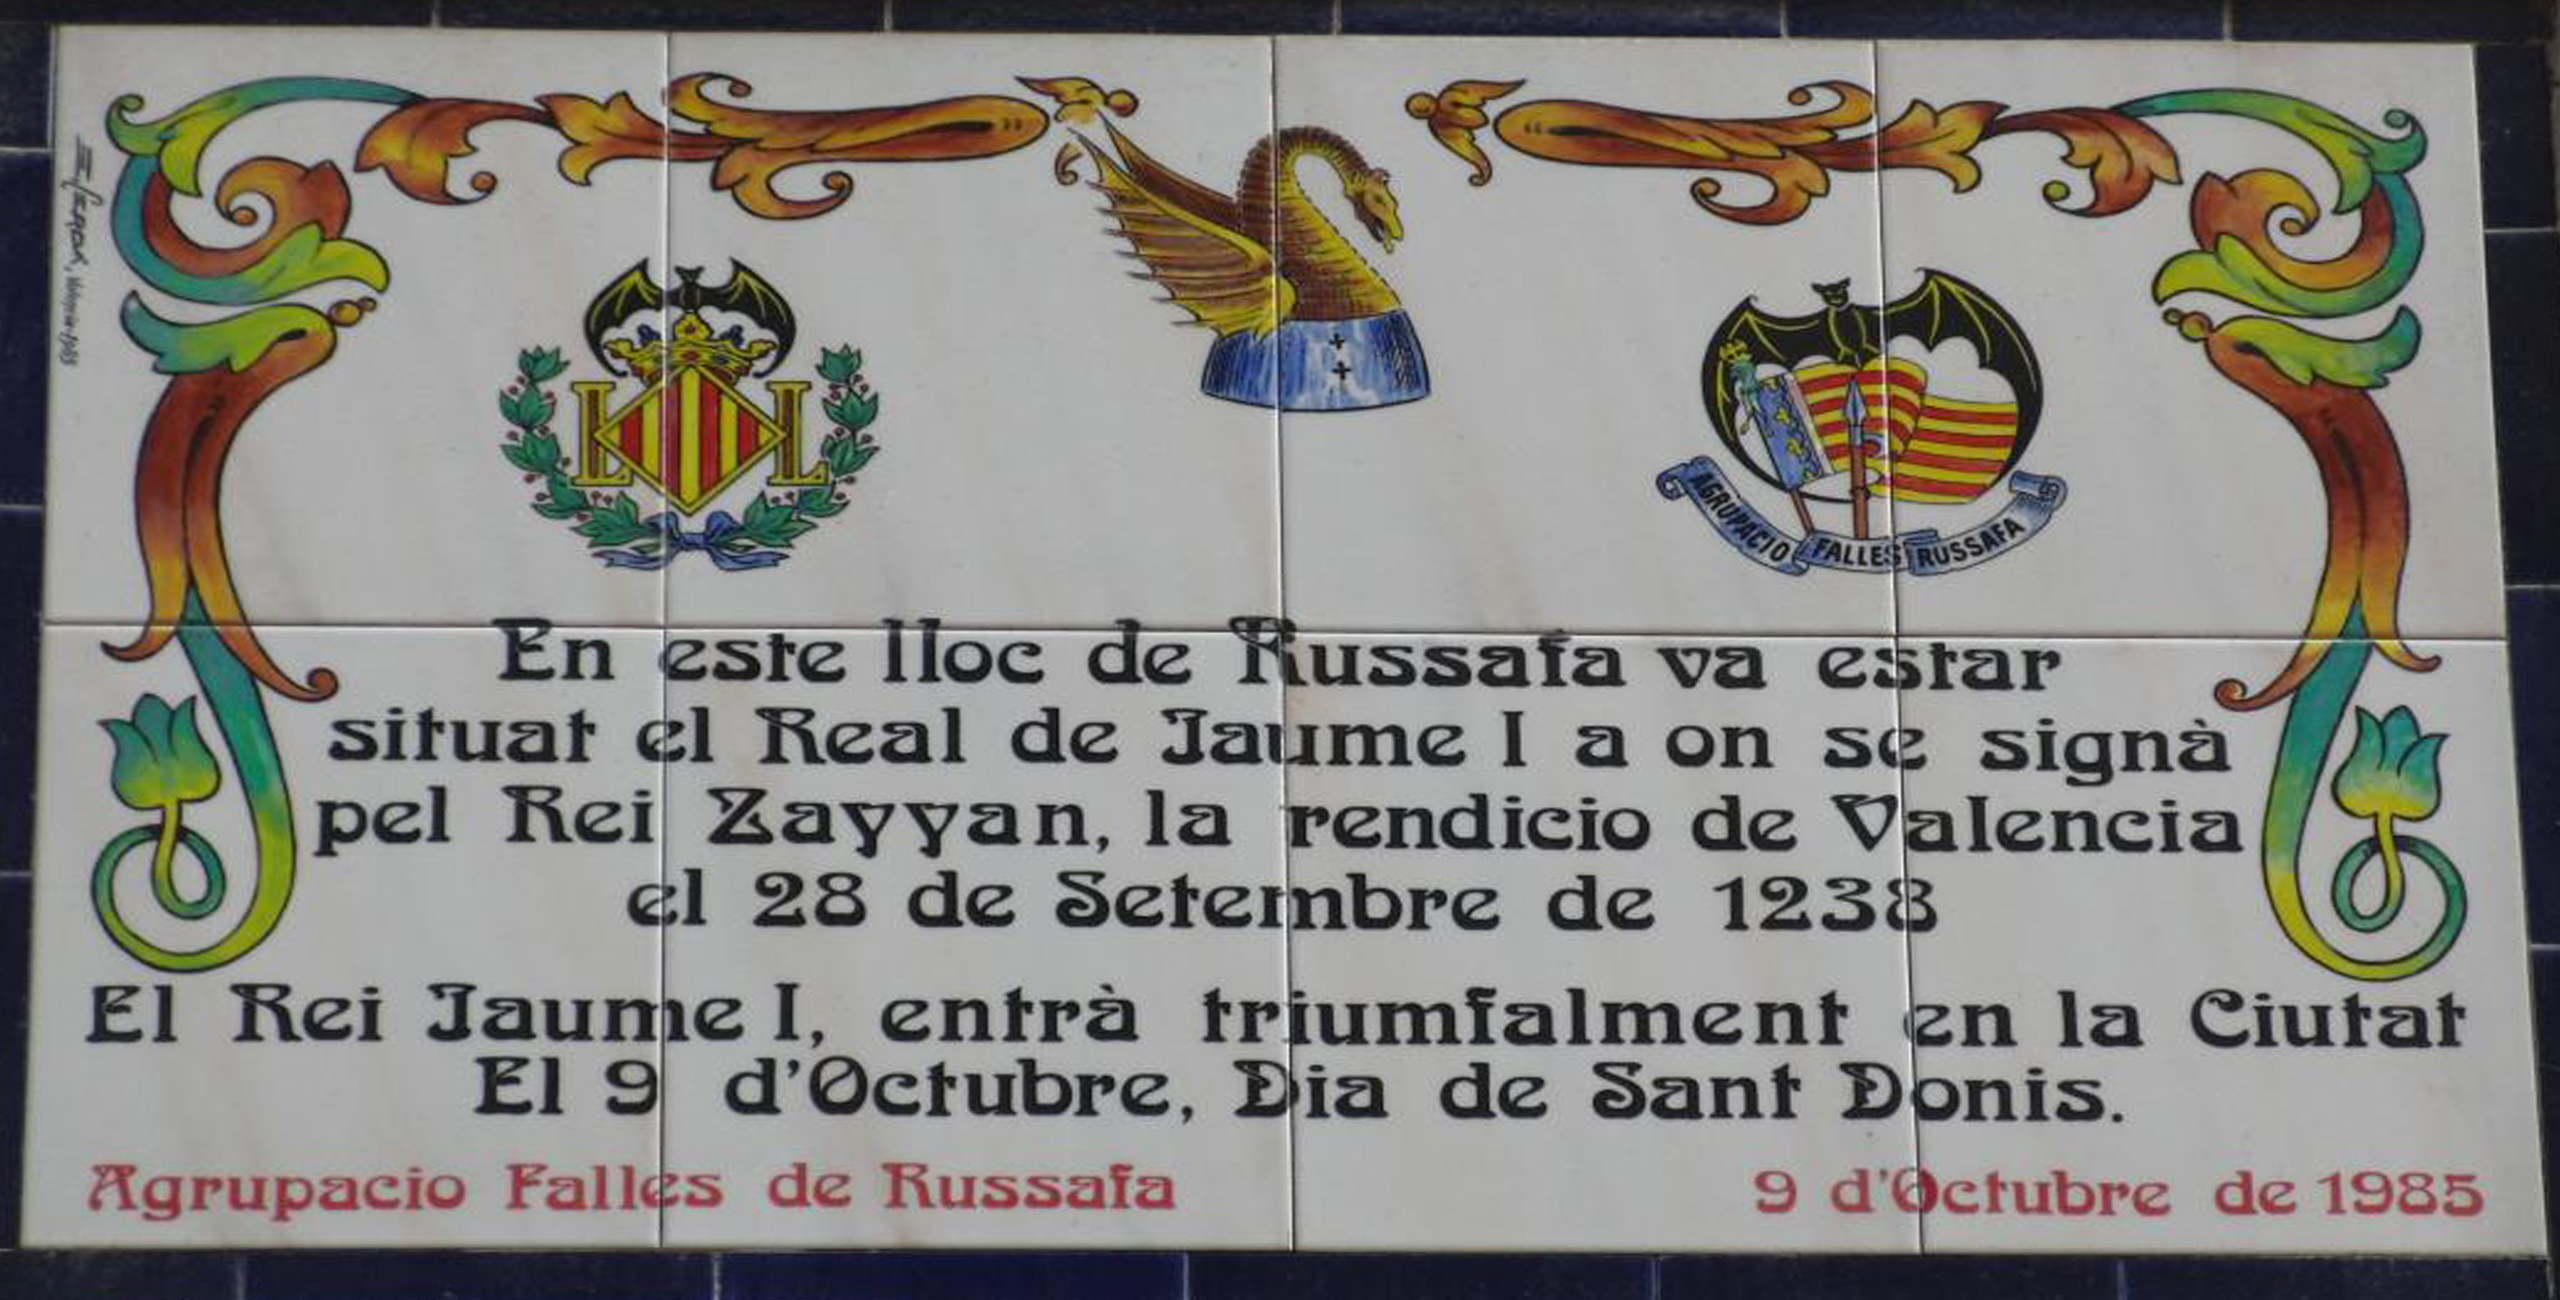 L L
AGRUPACIO FALLES RUSSAFA
En este lloc de Russafa va estar
situat el Real de Jaume I a on se signà
pel Rei Zayyan, la rendicio de Valencia
el 28 de Setembre de 1238
El Rei Jaume I, entrà triumfalment en la Ciutat
El 9 d'Octubre, Dia de Sant Donis.
Agrupacio Falles de Russafa
9 d'Octubre de 1985